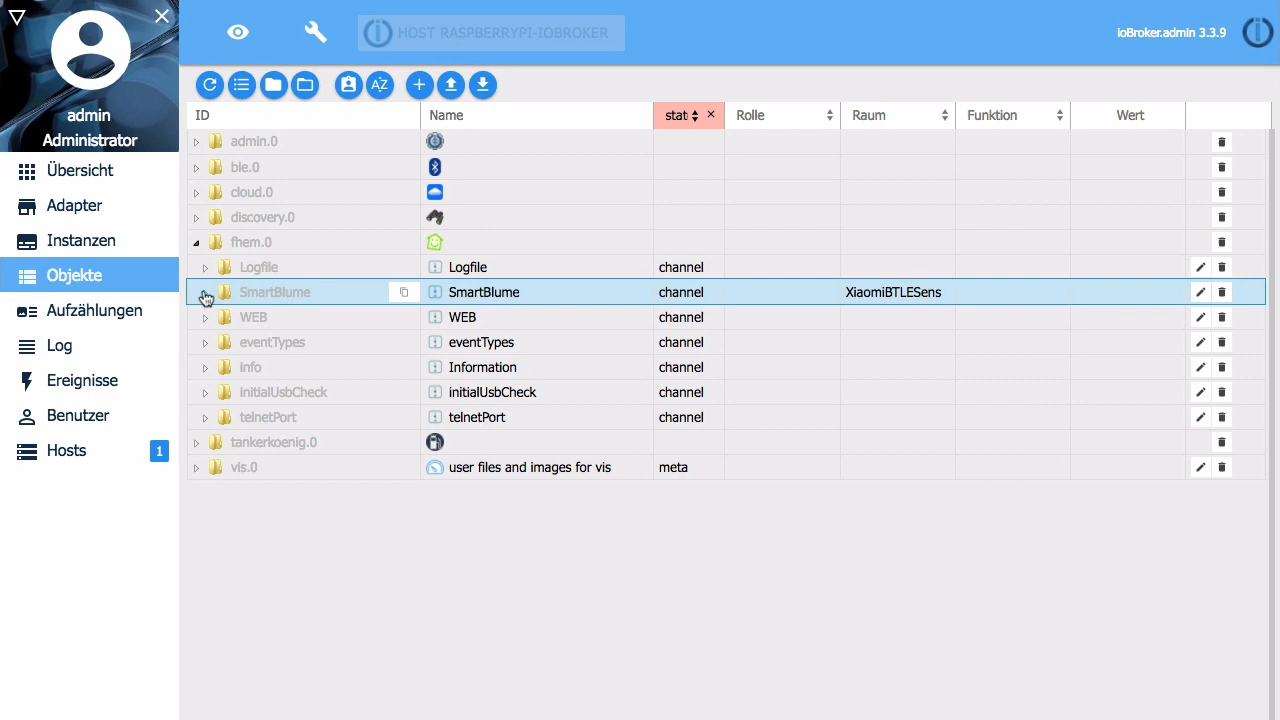 HOST RASPBERRYPI-IOBROKER
ioBroker.admin 3.3.9
admin
Administrator
Übersicht
Adapter
Instanzen
Objekte
Aufzählungen
Log
Ereignisse
Benutzer
Hosts 1
AZ
ID Name stat Rolle Raum Funktion Wert
admin.0
ble.0
cloud.0
discovery.0
fhem.0
Logfile Logfile channel
SmartBlume SmartBlume channel XiaomiBTLESens
WEB WEB channel
eventTypes eventTypes channel
info Information channel
initialUsbCheck initialUsbCheck channel
telnetPort telnetPort channel
tankerkoenig.0
vis.0 user files and images for vis meta